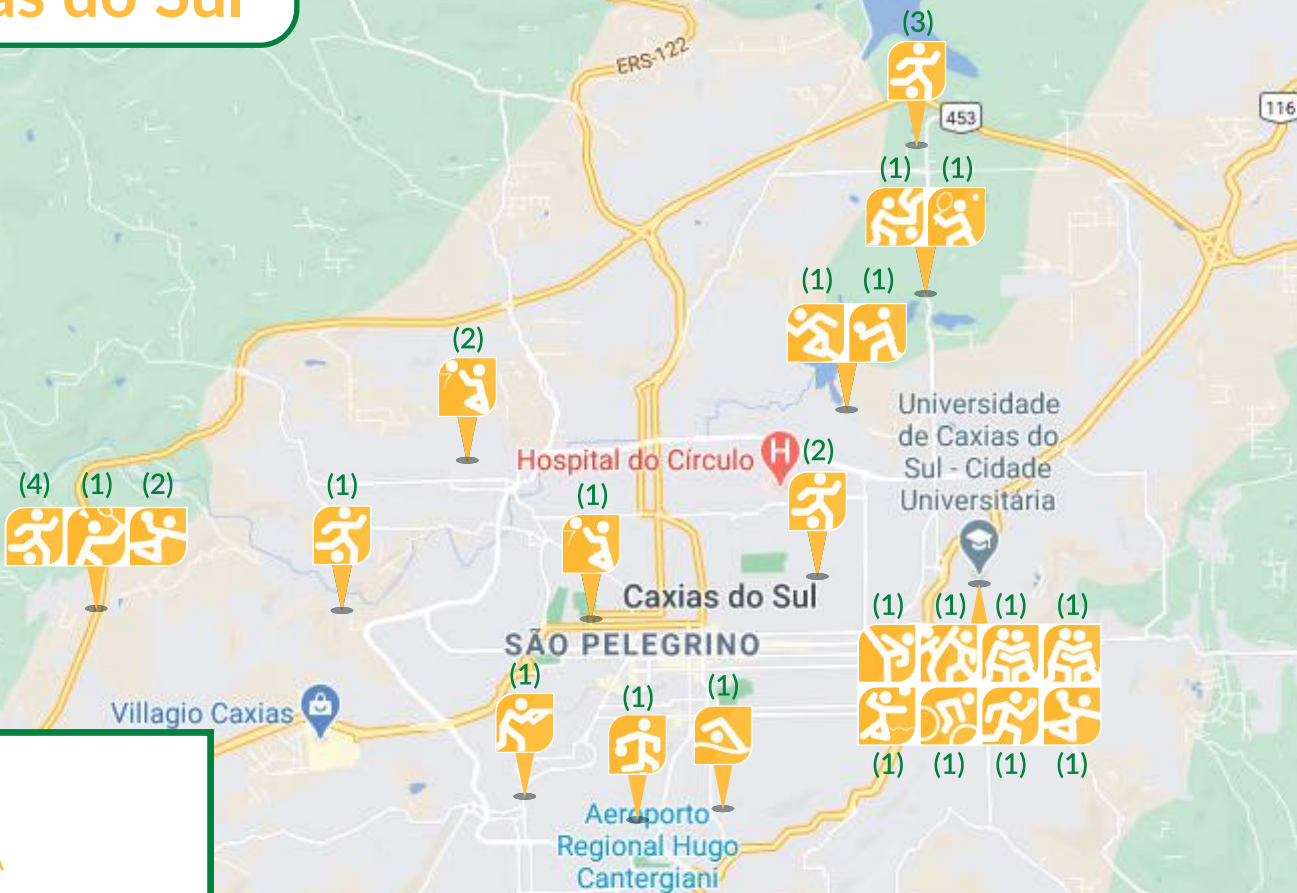 as do Sul
(3)
ERS-122
116
453
(1) (1)
(1) (1)
(2)
Universidade
de Caxias do
Sul - Cidade
Universitária
Hospital do Círculo
H
(2)
(4) (1) (2)
(1)
(1)
Caxias do Sul
(1) (1) (1) (1)
SÃO PELEGRINO
(1)
(1)
(1)
Villagio Caxias
(1) (1) (1) (1)
Aeroporto
Regional Hugo
Cantergiani